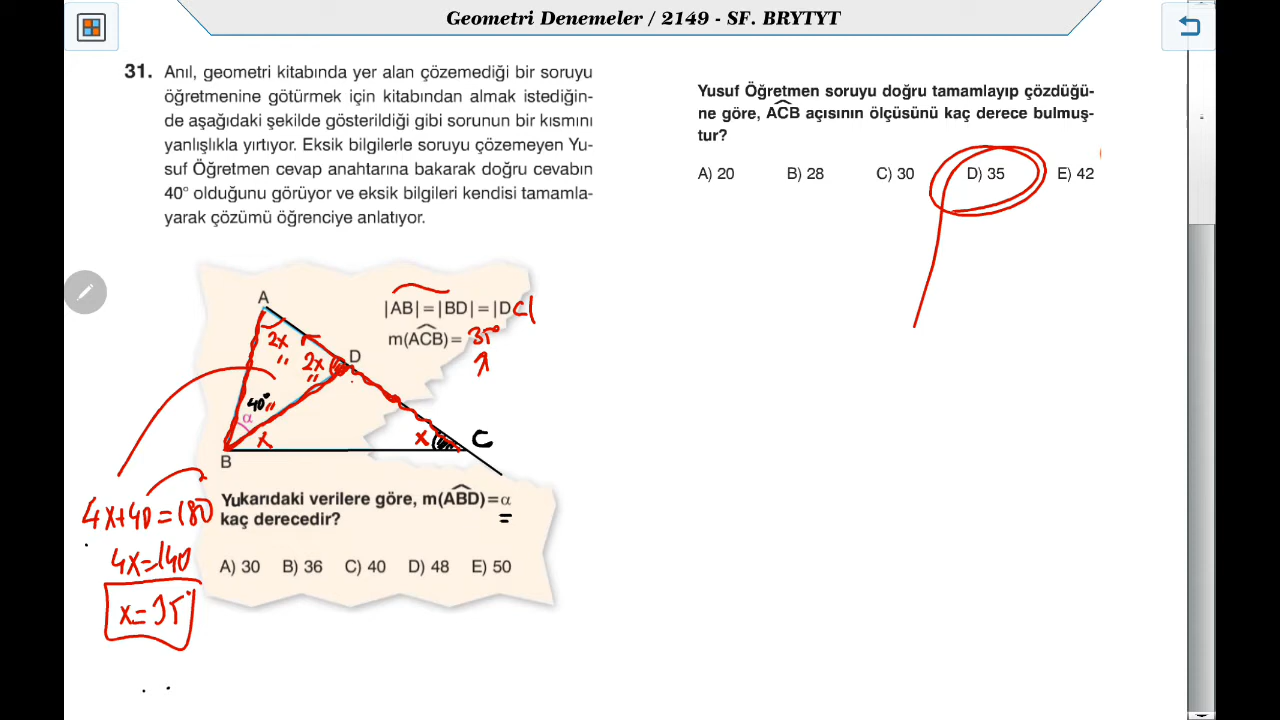 Geometri Denemeler / 2149 - SF. BRYTYT
31. Anıl, geometri kitabında yer alan çözemediği bir soruyu
öğretmenine götürmek için kitabından almak istediğin-
de aşağıdaki şekilde gösterildiği gibi sorunun bir kısmını
yanlışlıkla yırtıyor. Eksik bilgilerle soruyu çözemeyen Yu-
suf Öğretmen cevap anahtarına bakarak doğru cevabın
40° olduğunu görüyor ve eksik bilgileri kendisi tamamla-
yarak çözümü öğrenciye anlatıyor.
A
|AB| = |BD| = |DC|
m(ACB) = 35°
2x
2x
D
40°
α
x
x
C
B
4x+40=180
4x=140
x=35°
Yukarıdaki verilere göre, m(ABD) = α
kaç derecedir?
A) 30 B) 36 C) 40 D) 48 E) 50
Yusuf Öğretmen soruyu doğru tamamlayıp çözdüğü-
ne göre, ACB açısının ölçüsünü kaç derece bulmuş-
tur?
A) 20 B) 28 C) 30 D) 35 E) 42